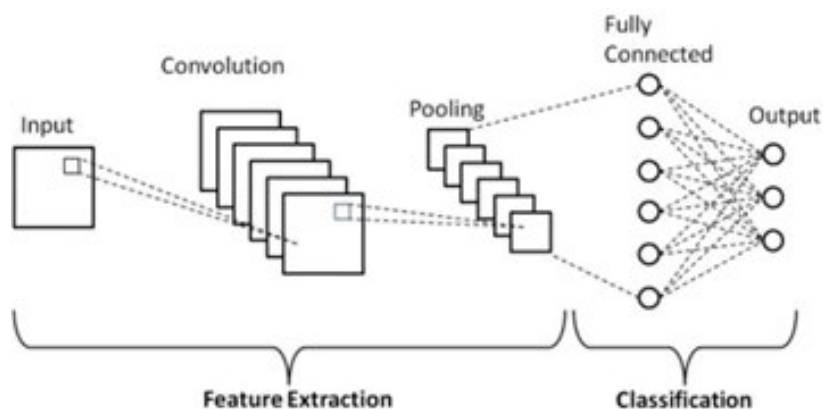 Input
Convolution
Pooling
Fully
Connected
Output
Feature Extraction
Classification